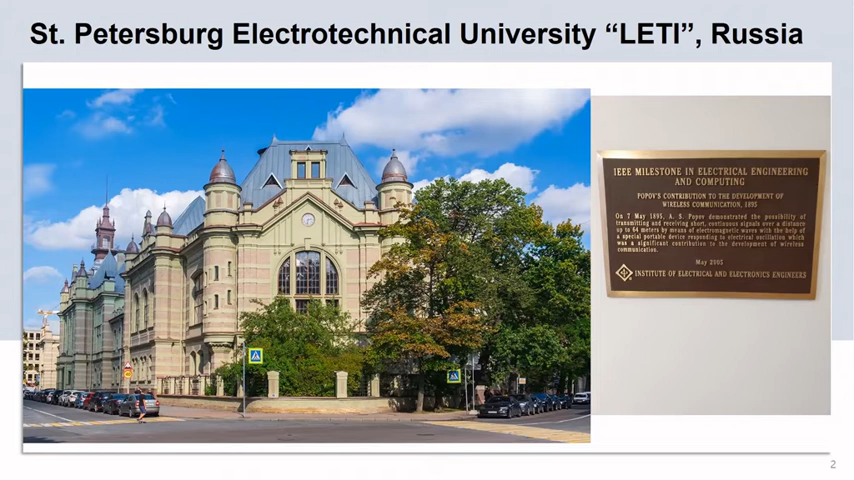 St. Petersburg Electrotechnical University “LETI”, Russia
IEEE MILESTONE IN ELECTRICAL ENGINEERING
AND COMPUTING
POPOV'S CONTRIBUTION TO THE DEVELOPMENT OF
WIRELESS COMMUNICATION, 1895
On 7 May 1895, A. S. Popov demonstrated the possibility of
transmitting and receiving short, continuous signals over a distance
up to 64 meters by means of electromagnetic waves with the help of
a special portable device responding to electrical oscillation which
was a significant contribution to the development of wireless
communication.
May 2005
INSTITUTE OF ELECTRICAL AND ELECTRONICS ENGINEERS
2